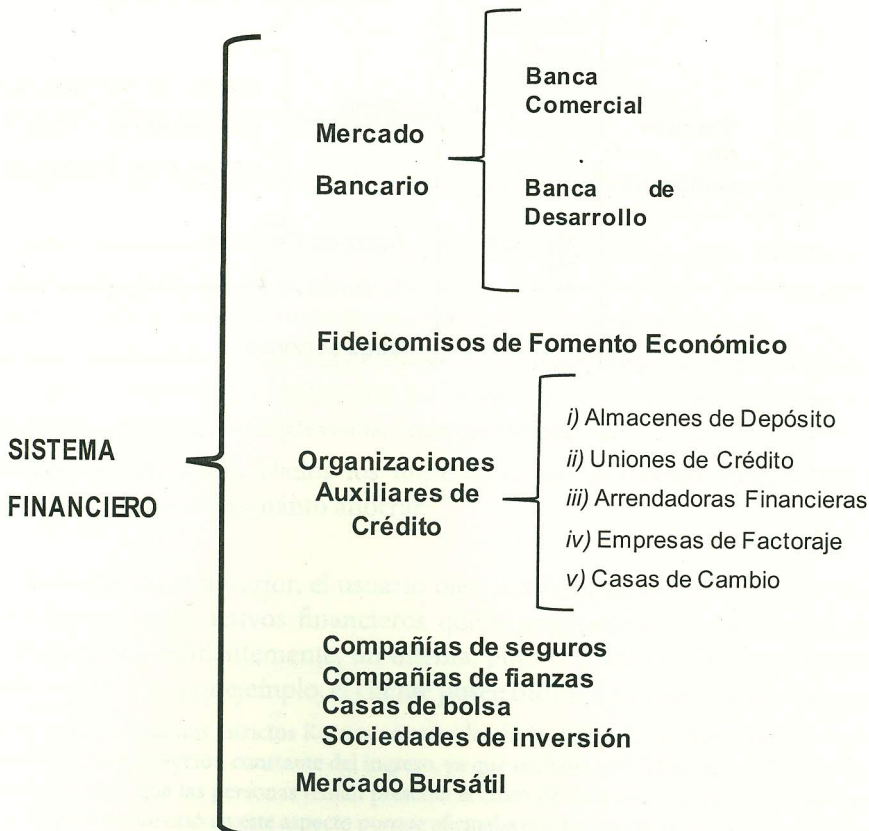 SISTEMA
FINANCIERO
Mercado
Bancario
Banca
Comercial
Banca de
Desarrollo
Fideicomisos de Fomento Económico
Organizaciones
Auxiliares de
Crédito
i) Almacenes de Depósito
ii) Uniones de Crédito
iii) Arrendadoras Financieras
iv) Empresas de Factoraje
v) Casas de Cambio
Compañías de seguros
Compañías de fianzas
Casas de bolsa
Sociedades de inversión
Mercado Bursátil